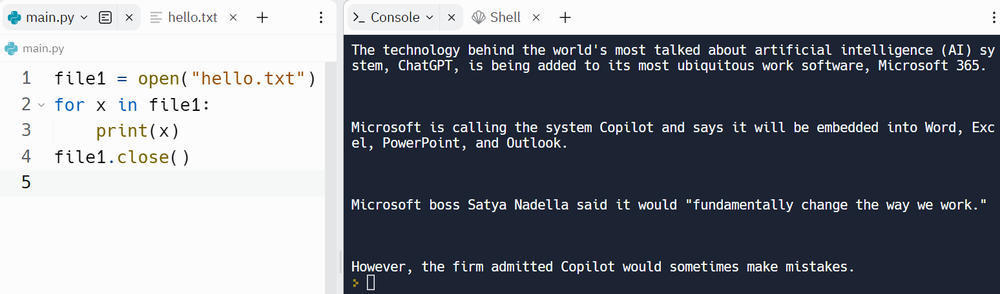 main.py
hello.txt
main.py
1 file1 = open("hello.txt")
2 for x in file1:
3     print(x)
4 file1.close()
5
Console
Shell
The technology behind the world's most talked about artificial intelligence (AI) sy
stem, ChatGPT, is being added to its most ubiquitous work software, Microsoft 365.
Microsoft is calling the system Copilot and says it will be embedded into Word, Exc
el, PowerPoint, and Outlook.
Microsoft boss Satya Nadella said it would "fundamentally change the way we work."
However, the firm admitted Copilot would sometimes make mistakes.